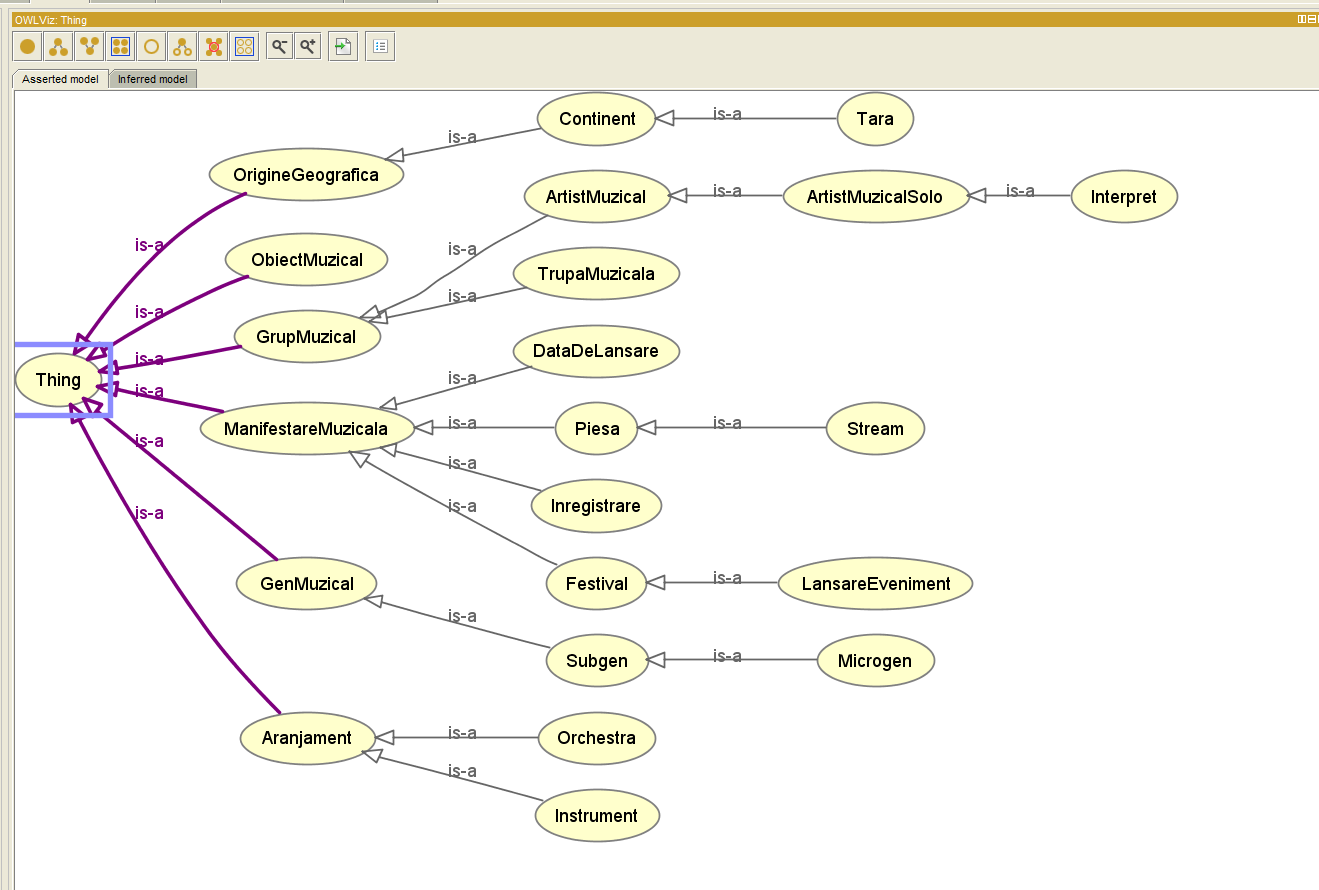 OWLViz: Thing
Asserted model
Inferred model
Continent
is-a
Tara
is-a
OrigineGeografica
ArtistMuzical
is-a
ArtistMuzicalSolo
is-a
Interpret
is-a
is-a
ObiectMuzical
TrupaMuzicala
is-a
is-a
GrupMuzical
DataDeLansare
is-a
Thing
is-a
is-a
ManifestareMuzicala
is-a
Piesa
is-a
Stream
is-a
is-a
Inregistrare
is-a
is-a
GenMuzical
Festival
is-a
LansareEveniment
is-a
Subgen
is-a
Microgen
Aranjament
is-a
Orchestra
is-a
Instrument